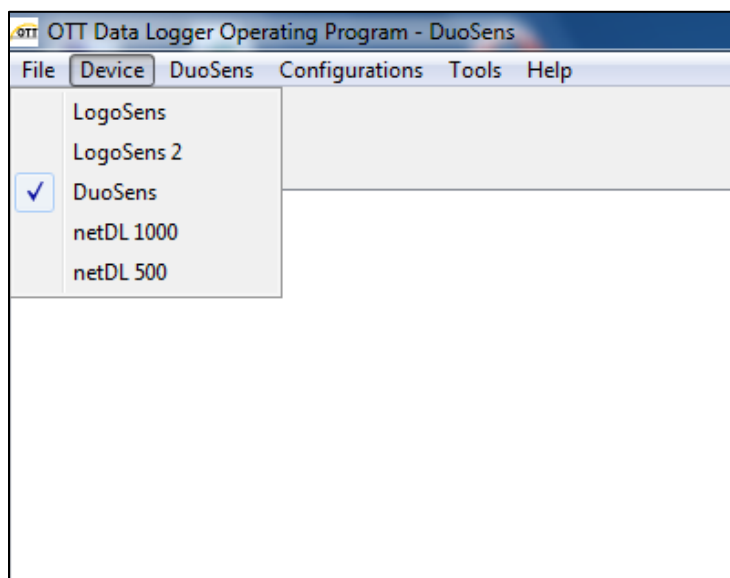 OTT OTT Data Logger Operating Program - DuoSens
File Device DuoSens Configurations Tools Help
LogoSens
LogoSens 2
DuoSens
netDL 1000
netDL 500